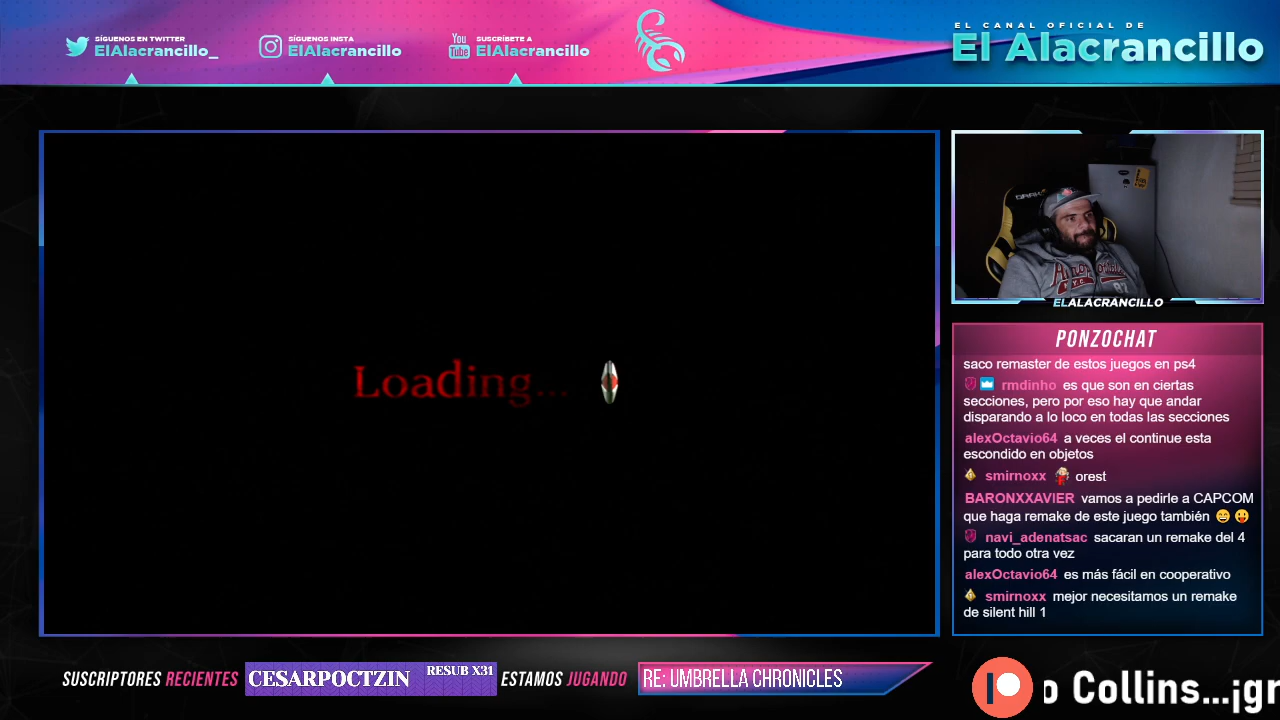 SÍGUENOS EN TWITTER
ElAlacrancillo_
SÍGUENOS INSTA
ElAlacrancillo
You Tube
SUSCRÍBETE A
ElAlacrancillo
EL CANAL OFICIAL DE
El Alacrancillo
Loading...
ELALACRANCILLO
PONZOCHAT
saco remaster de estos juegos en ps4
rmdinho es que son en ciertas
secciones, pero por eso hay que andar
disparando a lo loco en todas las secciones
alexOctavio64 a veces el continue esta
escondido en objetos
smirnoxx orest
BARONXXAVIER vamos a pedirle a CAPCOM
que haga remake de este juego también
navi_adenatsac sacaran un remake del 4
para todo otra vez
alexOctavio64 es más fácil en cooperativo
smirnoxx mejor necesitamos un remake
de silent hill 1
SUSCRIPTORES RECIENTES
CESARPOCTZIN
RESUB X31
ESTAMOS JUGANDO
RE: UMBRELLA CHRONICLES
o Collins...¡gr